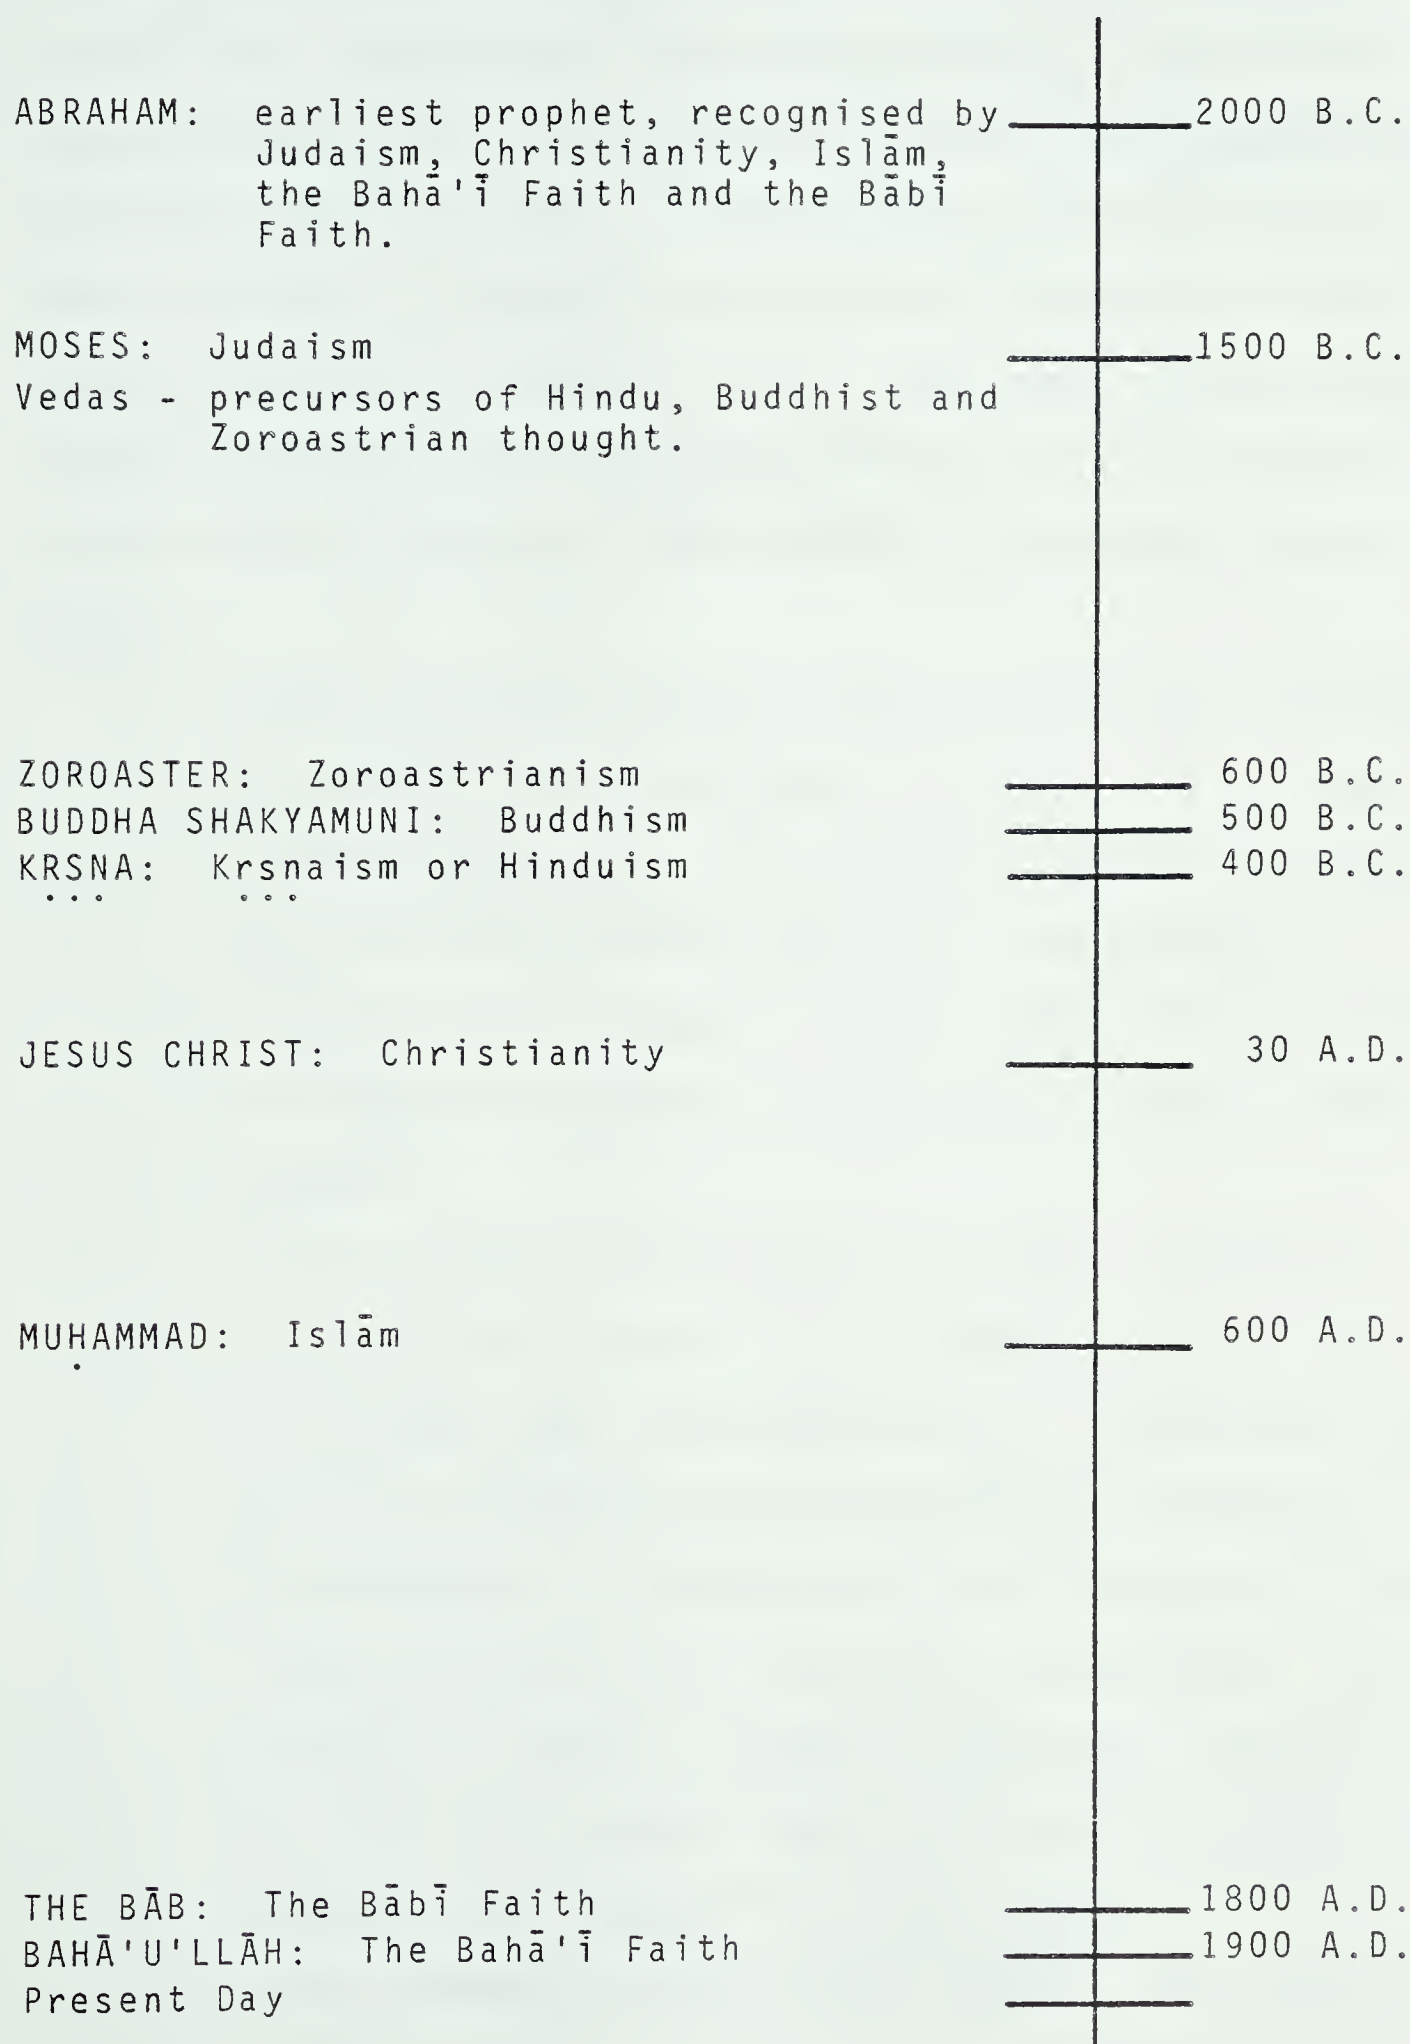 ABRAHAM: earliest prophet, recognised by 2000 B.C.
Judaism, Christianity, Islām,
the Bahā'ī Faith and the Bābī
Faith.
MOSES: Judaism 1500 B.C.
Vedas - precursors of Hindu, Buddhist and
Zoroastrian thought.
ZOROASTER: Zoroastrianism 600 B.C.
BUDDHA SHAKYAMUNI: Buddhism 500 B.C.
KṚṢṆA: Kṛṣṇaism or Hinduism 400 B.C.
JESUS CHRIST: Christianity 30 A.D.
MUḤAMMAD: Islām 600 A.D.
THE BĀB: The Bābī Faith 1800 A.D.
BAHĀ'U'LLĀH: The Bahā'ī Faith 1900 A.D.
Present Day